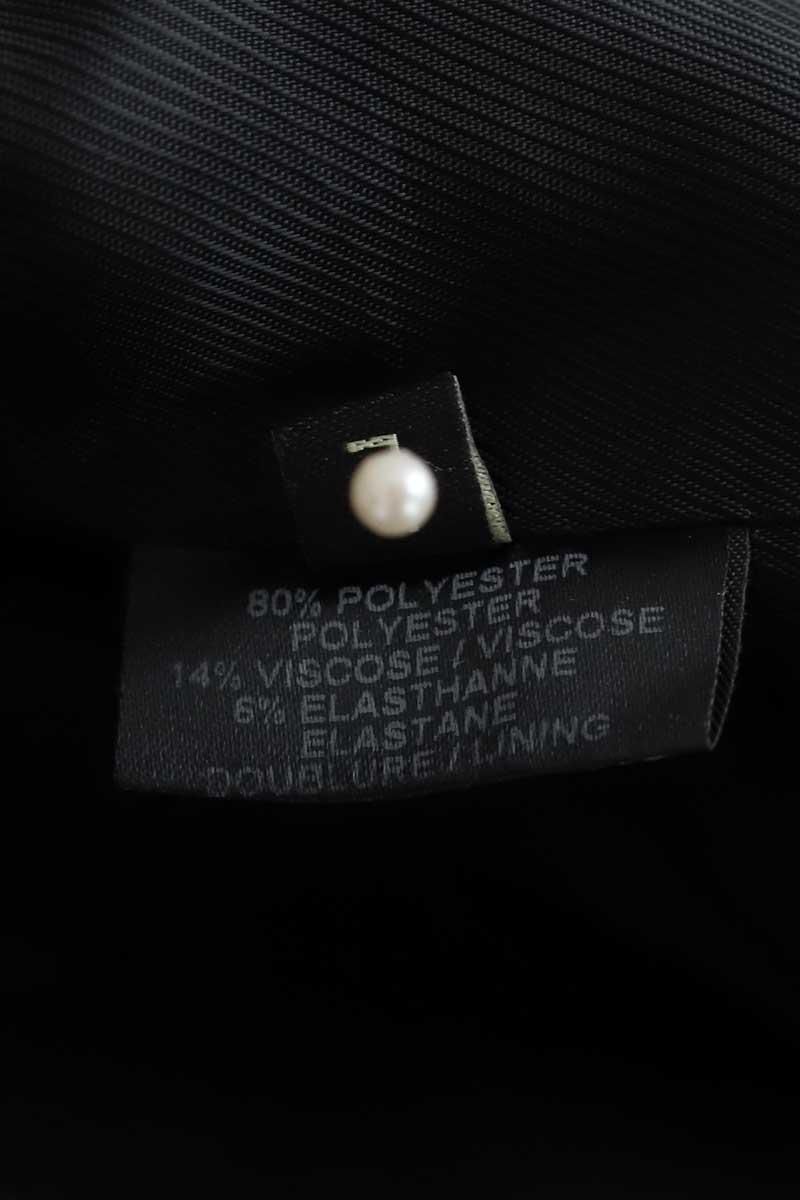 80% POLYESTER
POLYESTER
14% VISCOSE / VISCOSE
6% ELASTHANNE
ELASTANE
DOUBLURE / LINING